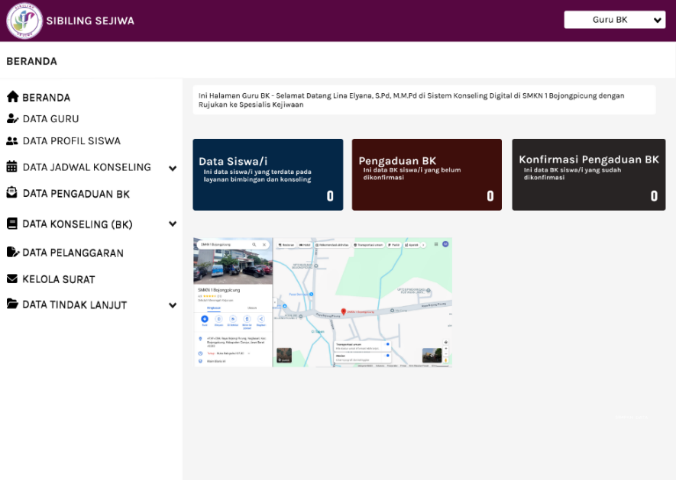 SIBILING SEJIWA
Guru BK
BERANDA
BERANDA
DATA GURU
DATA PROFIL SISWA
DATA JADWAL KONSELING
DATA PENGADUAN BK
DATA KONSELING (BK)
DATA PELANGGARAN
KELOLA SURAT
DATA TINDAK LANJUT
Ini Halaman Guru BK - Selamat Datang Lina Elyana, S.Pd, M.M.Pd di Sistem Konseling Digital di SMKN 1 Bojongpicung dengan
Rujukan ke Spesialis Kejiwaan
Data Siswa/i
Ini data siswa/i yang terdata pada
layanan bimbingan dan konseling
0
Pengaduan BK
Ini data BK siswa/i yang belum
dikonfirmasi
0
Konfirmasi Pengaduan BK
Ini data BK siswa/i yang sudah
dikonfirmasi
0
SMKN 1 Bojongpicung
SMKN 1 Bojongpicung